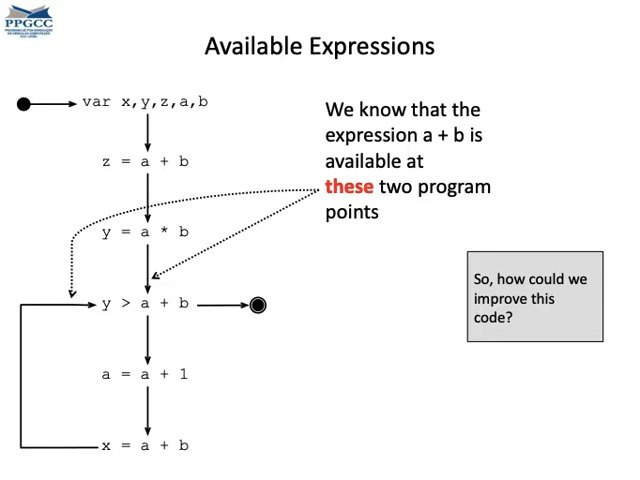 PPGCC
Available Expressions
var x,y,z,a,b
z = a + b
y = a * b
y > a + b
a = a + 1
x = a + b
We know that the
expression a + b is
available at
these two program
points
So, how could we
improve this
code?